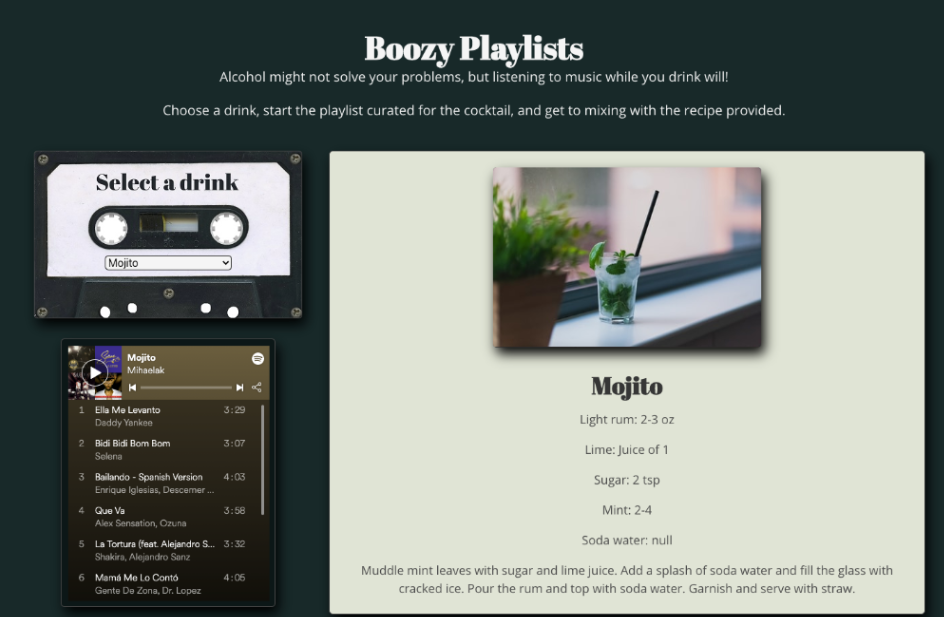 Boozy Playlists
Alcohol might not solve your problems, but listening to music while you drink will!
Choose a drink, start the playlist curated for the cocktail, and get to mixing with the recipe provided.
Select a drink
Mojito
Mojito
Mihaelak
1 Ella Me Levanto 3:29
Daddy Yankee
2 Bidi Bidi Bom Bom 3:07
Selena
3 Bailando - Spanish Version 4:03
Enrique Iglesias, Descemer ...
4 Que Va 3:58
Alex Sensation, Ozuna
5 La Tortura (feat. Alejandro S... 3:32
Shakira, Alejandro Sanz
6 Mamá Me Lo Contó 4:05
Gente De Zona, Dr. Lopez
Mojito
Light rum: 2-3 oz
Lime: Juice of 1
Sugar: 2 tsp
Mint: 2-4
Soda water: null
Muddle mint leaves with sugar and lime juice. Add a splash of soda water and fill the glass with
cracked ice. Pour the rum and top with soda water. Garnish and serve with straw.